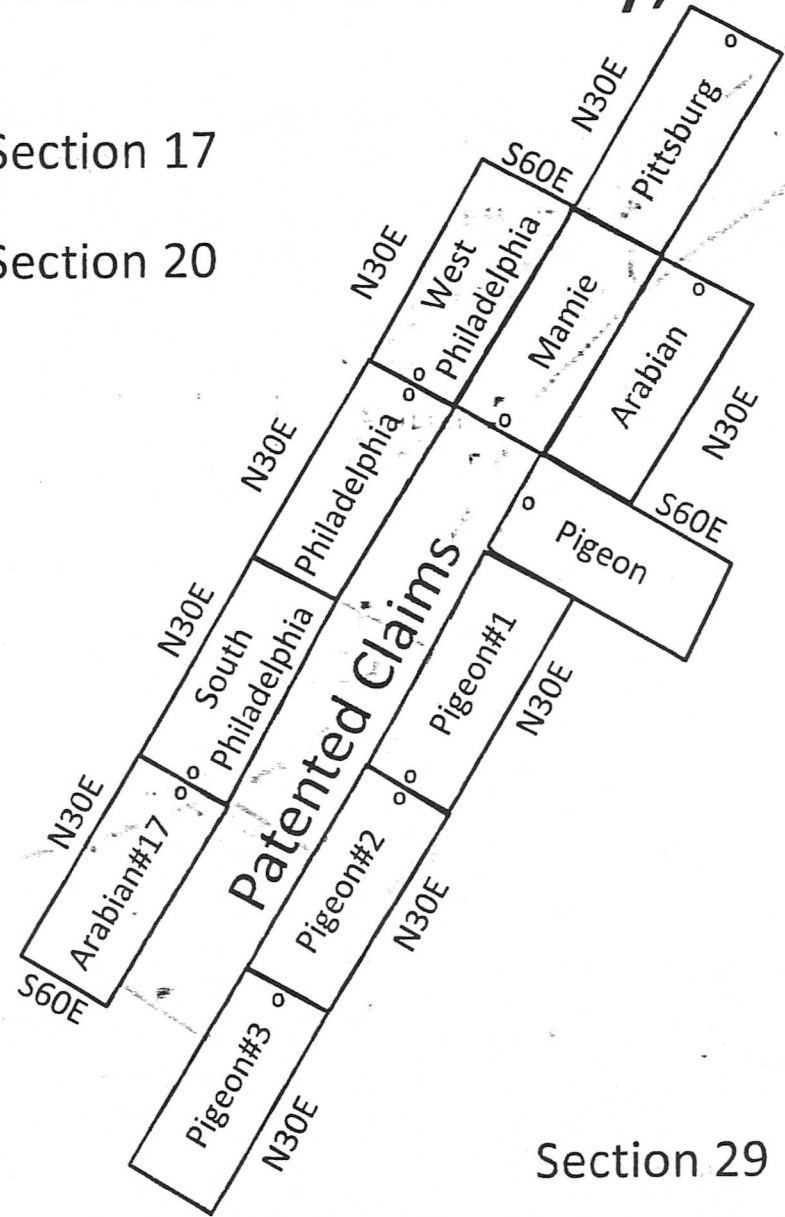 N30E
Pittsburg
Section 17
S60E
N30E
West
Philadelphia
Mamie
Section 20
Arabian
N30E
N30E
Philadelphia
S60E
Pigeon
Patented Claims
N30E
South
Philadelphia
Pigeon#1
N30E
N30E
Arabian#17
Pigeon#2
N30E
S60E
Pigeon#3
N30E
Section 29